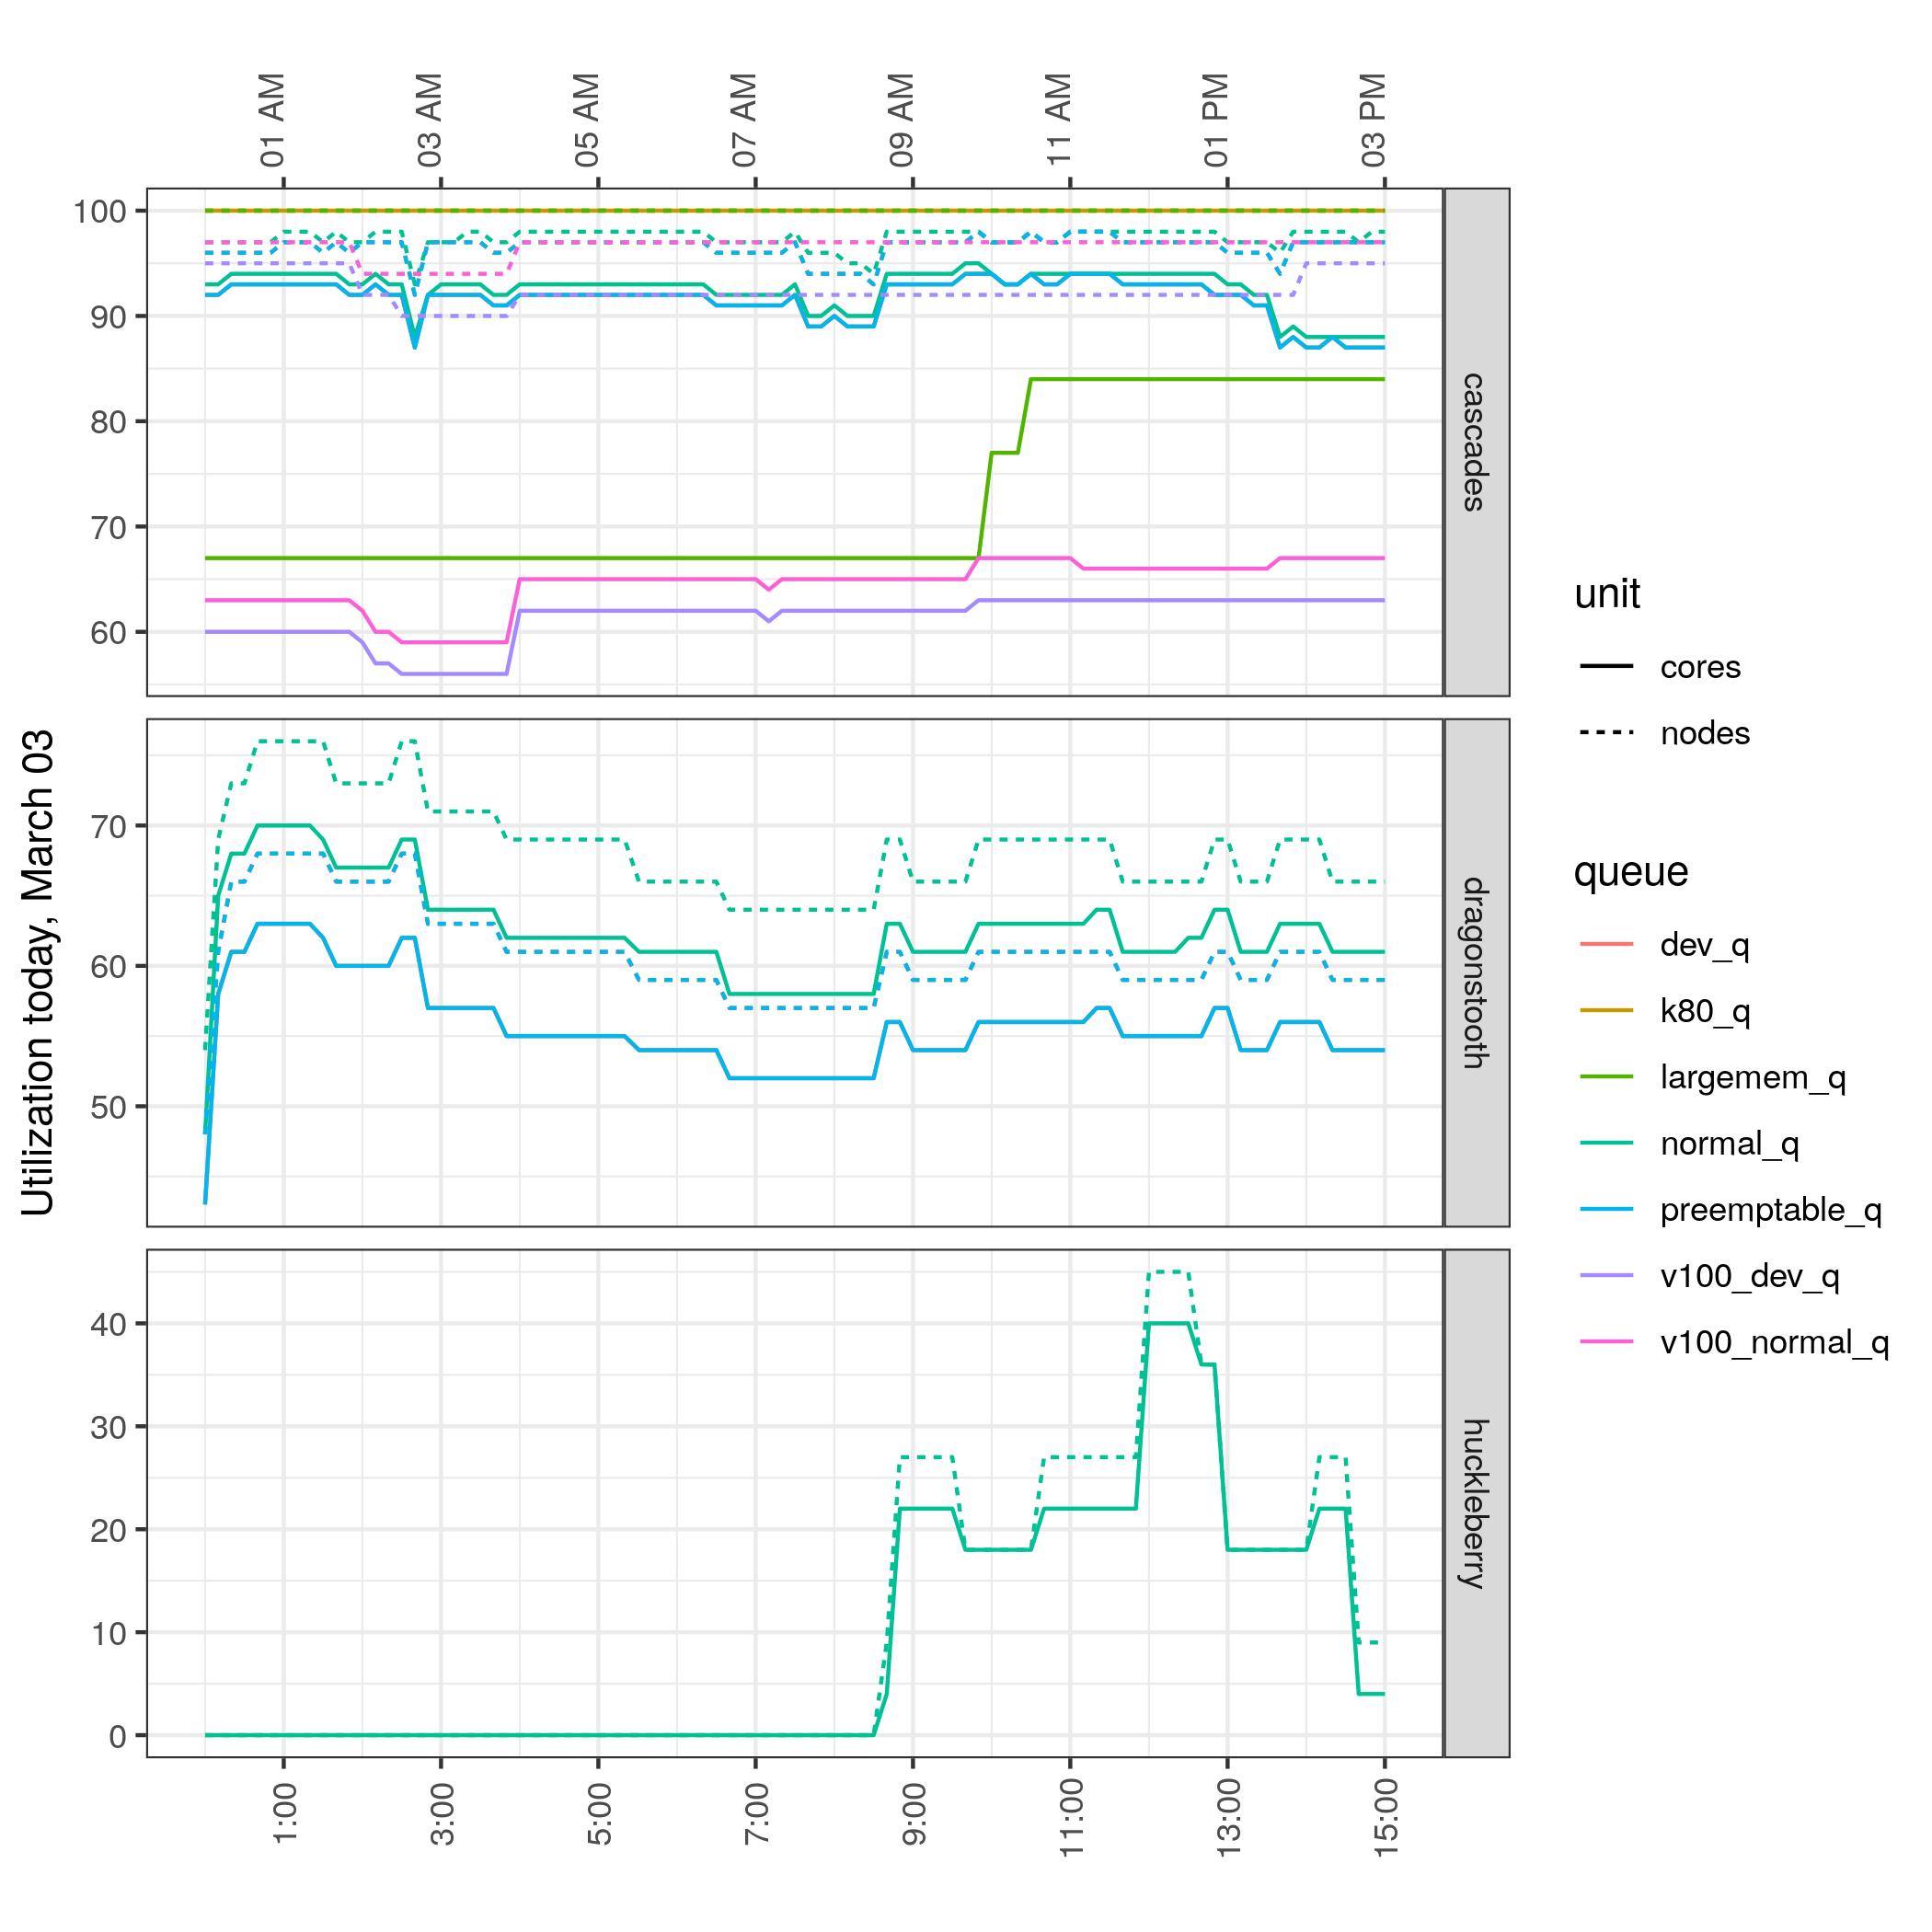 01 AM
03 AM
05 AM
07 AM
09 AM
11 AM
01 PM
03 PM
Utilization today, March 03
100
90
80
70
60
cascades
70
60
50
dragonstooth
40
30
20
10
0
huckleberry
1:00
3:00
5:00
7:00
9:00
11:00
13:00
15:00
unit
cores
nodes
queue
dev_q
k80_q
largemem_q
normal_q
preemptable_q
v100_dev_q
v100_normal_q